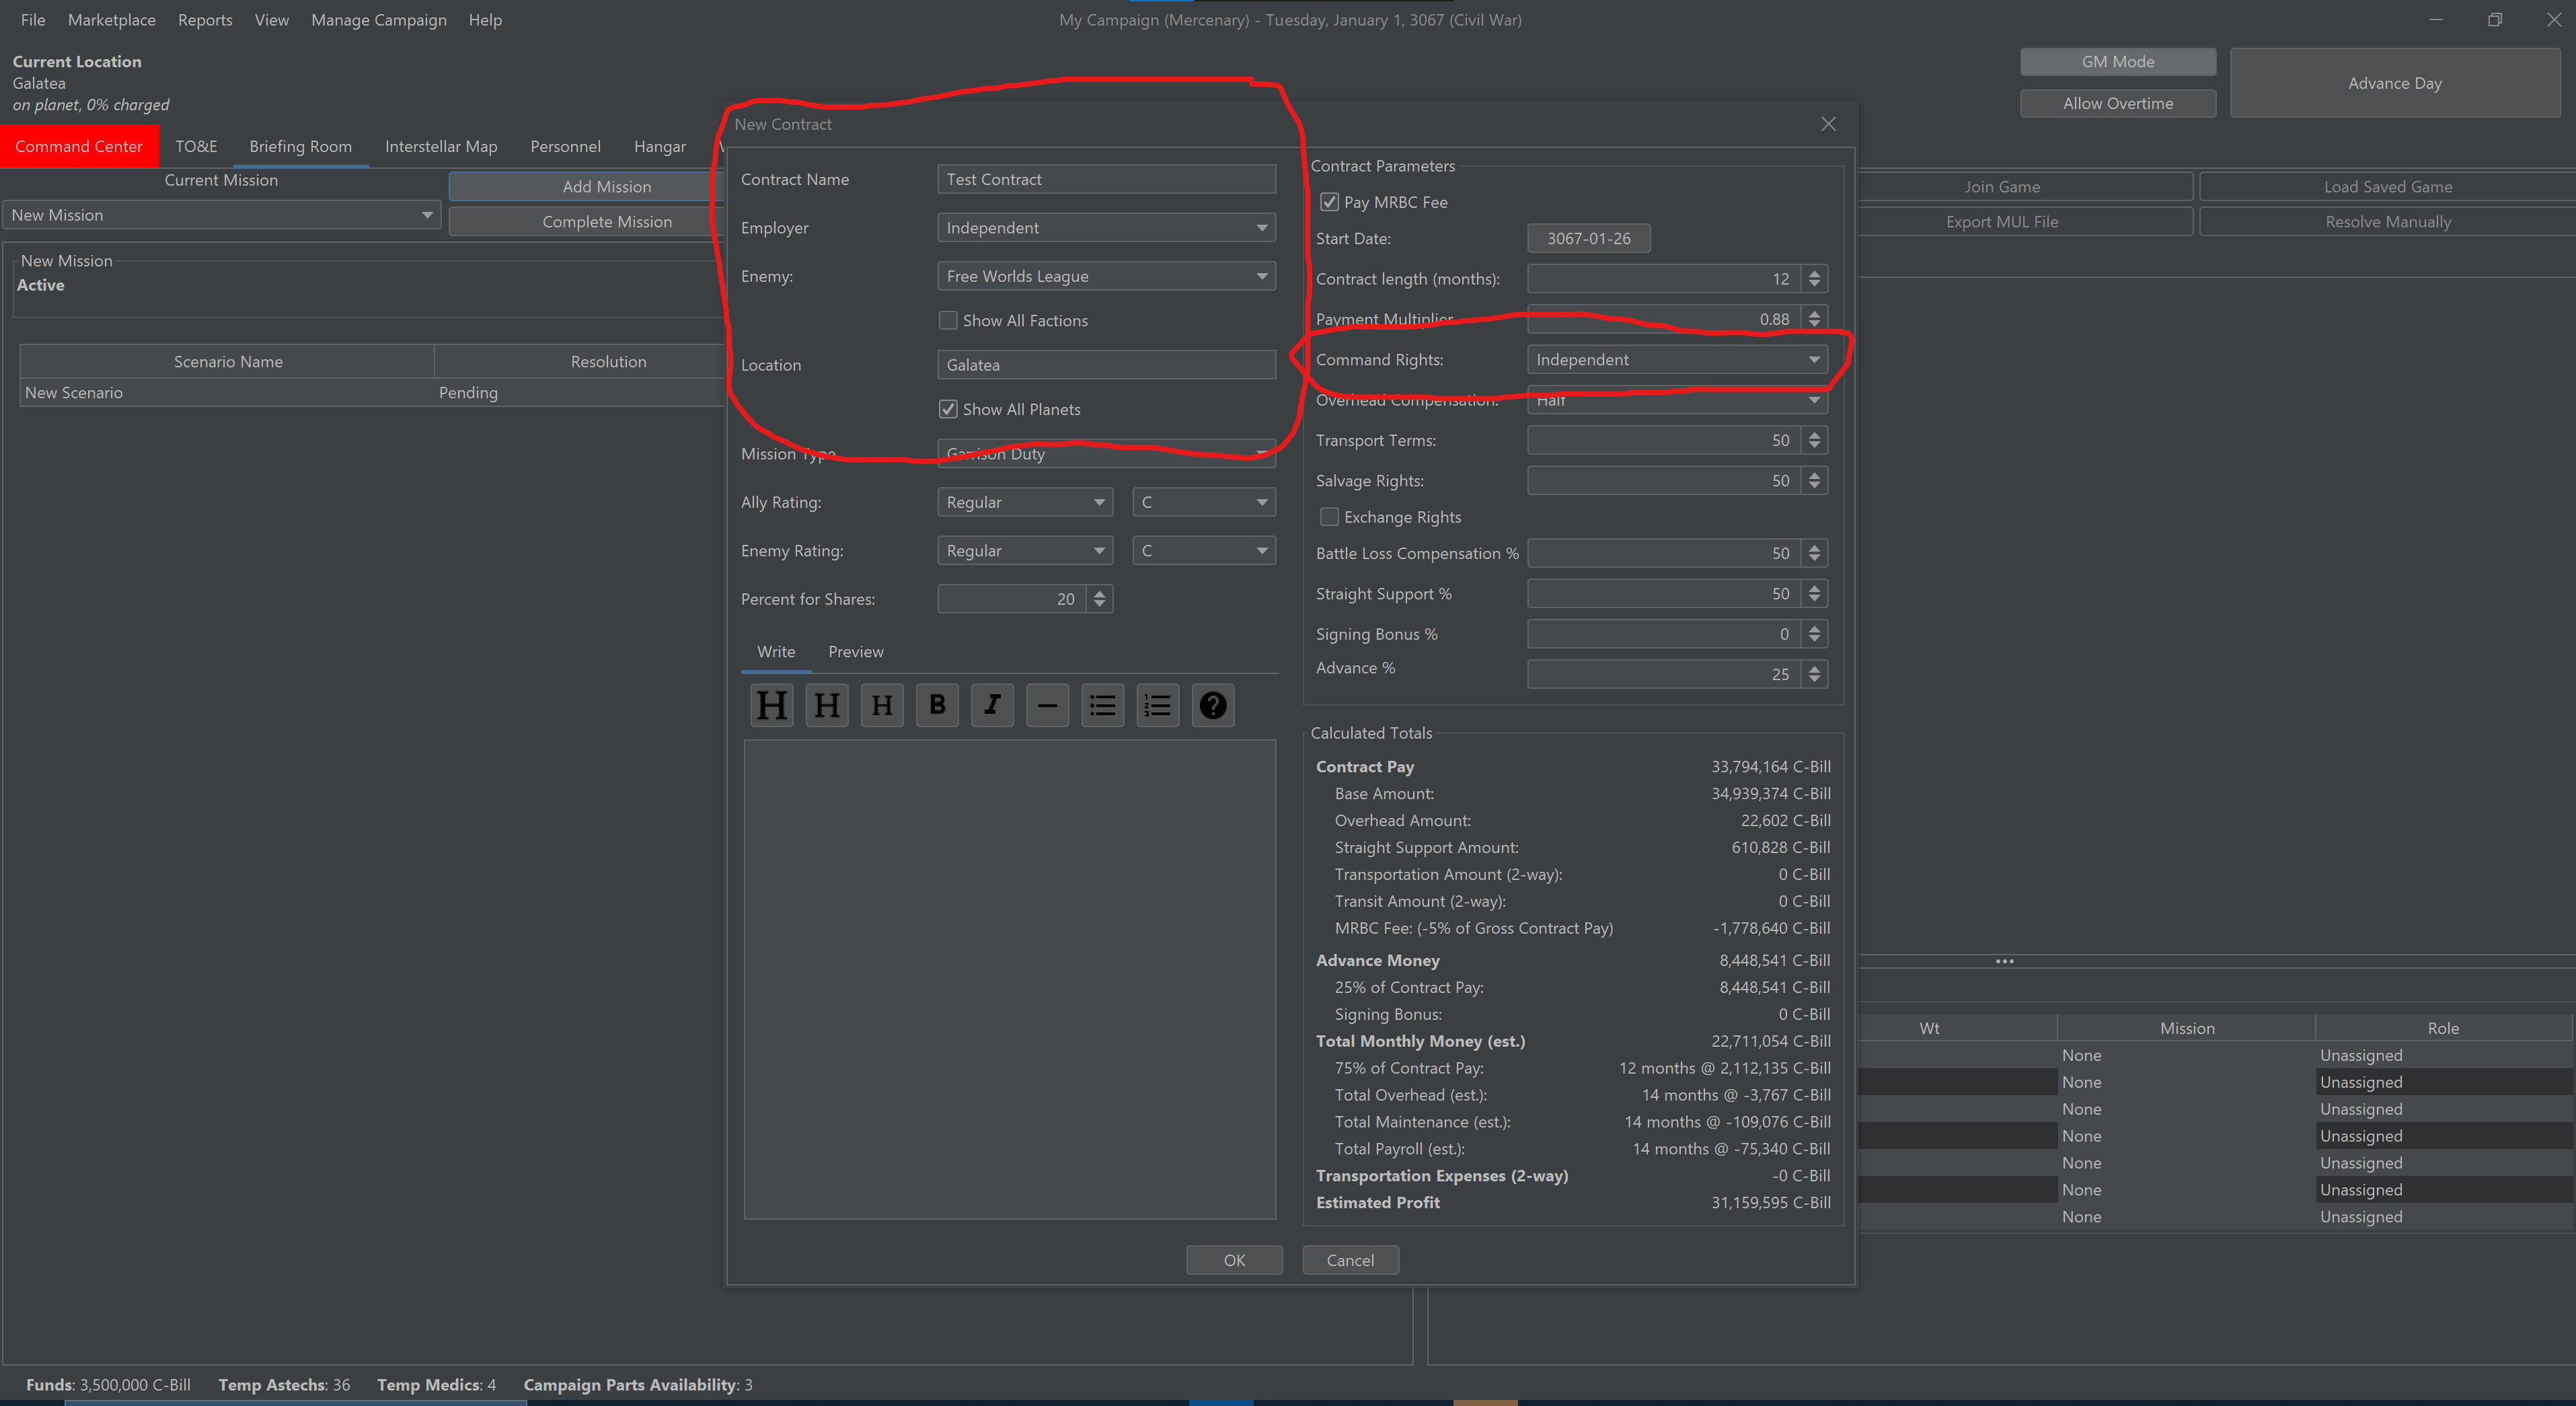 File Marketplace Reports View Manage Campaign Help My Campaign (Mercenary) - Tuesday, January 1, 3067 (Civil War)
Current Location
Galatea
on planet, 0% charged
GM Mode
Allow Overtime
Advance Day
Command Center TO&E Briefing Room Interstellar Map Personnel Hangar
Current Mission
Add Mission
New Mission
Complete Mission
Join Game Load Saved Game
Export MUL File Resolve Manually
New Mission
Active
Scenario Name Resolution
New Scenario Pending
New Contract
Contract Name Test Contract
Employer Independent
Enemy: Free Worlds League
Show All Factions
Location Galatea
Show All Planets
Mission Type Garrison Duty
Ally Rating: Regular C
Enemy Rating: Regular C
Percent for Shares: 20
Write Preview
H H H B I
Contract Parameters
Pay MRBC Fee
Start Date: 3067-01-26
Contract length (months): 12
Payment Multiplier 0.88
Command Rights: Independent
Overhead Compensation: Half
Transport Terms: 50
Salvage Rights: 50
Exchange Rights
Battle Loss Compensation % 50
Straight Support % 50
Signing Bonus % 0
Advance % 25
Calculated Totals
Contract Pay 33,794,164 C-Bill
Base Amount: 34,939,374 C-Bill
Overhead Amount: 22,602 C-Bill
Straight Support Amount: 610,828 C-Bill
Transportation Amount (2-way): 0 C-Bill
Transit Amount (2-way): 0 C-Bill
MRBC Fee: (-5% of Gross Contract Pay) -1,778,640 C-Bill
Advance Money 8,448,541 C-Bill
25% of Contract Pay: 8,448,541 C-Bill
Signing Bonus: 0 C-Bill
Total Monthly Money (est.) 22,711,054 C-Bill
75% of Contract Pay: 12 months @ 2,112,135 C-Bill
Total Overhead (est.): 14 months @ -3,767 C-Bill
Total Maintenance (est.): 14 months @ -109,076 C-Bill
Total Payroll (est.): 14 months @ -75,340 C-Bill
Transportation Expenses (2-way) -0 C-Bill
Estimated Profit 31,159,595 C-Bill
OK Cancel
Wt Mission Role
None Unassigned
None Unassigned
None Unassigned
None Unassigned
None Unassigned
None Unassigned
None Unassigned
Funds: 3,500,000 C-Bill Temp Astechs: 36 Temp Medics: 4 Campaign Parts Availability: 3